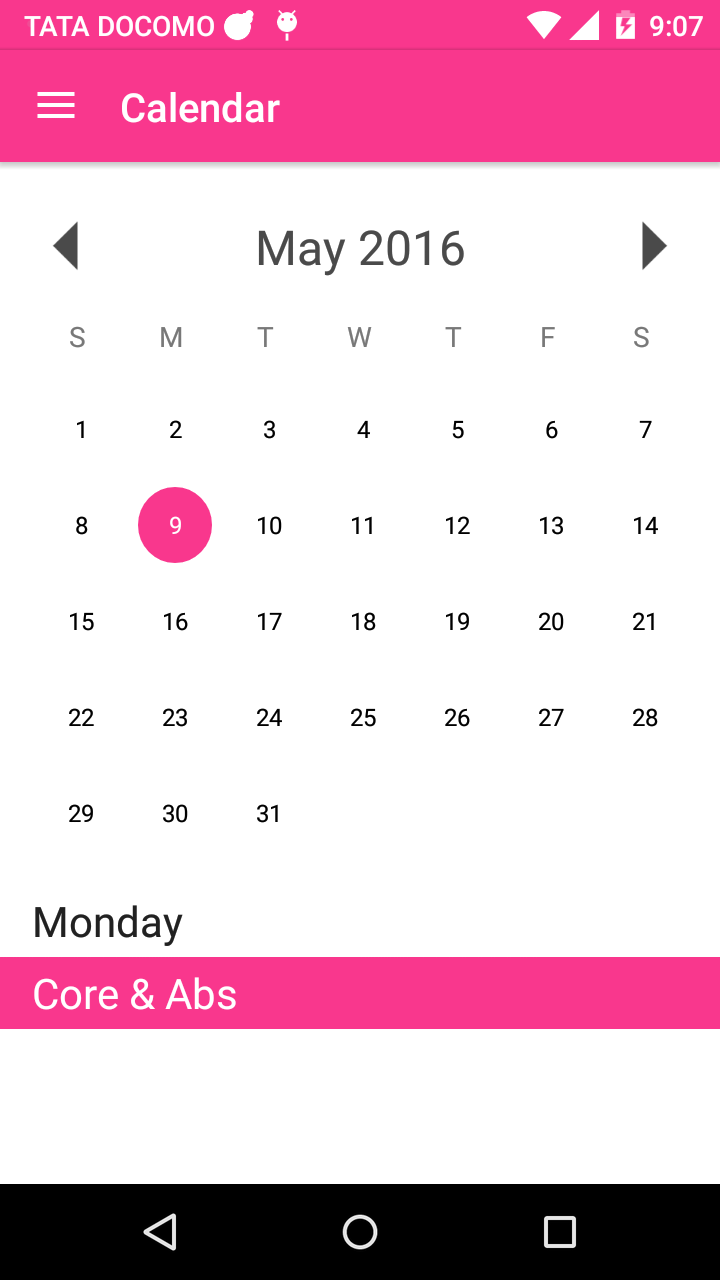 TATA DOCOMO 9:07
Calendar
May 2016
S M T W T F S
1 2 3 4 5 6 7
8 9 10 11 12 13 14
15 16 17 18 19 20 21
22 23 24 25 26 27 28
29 30 31
Monday
Core & Abs